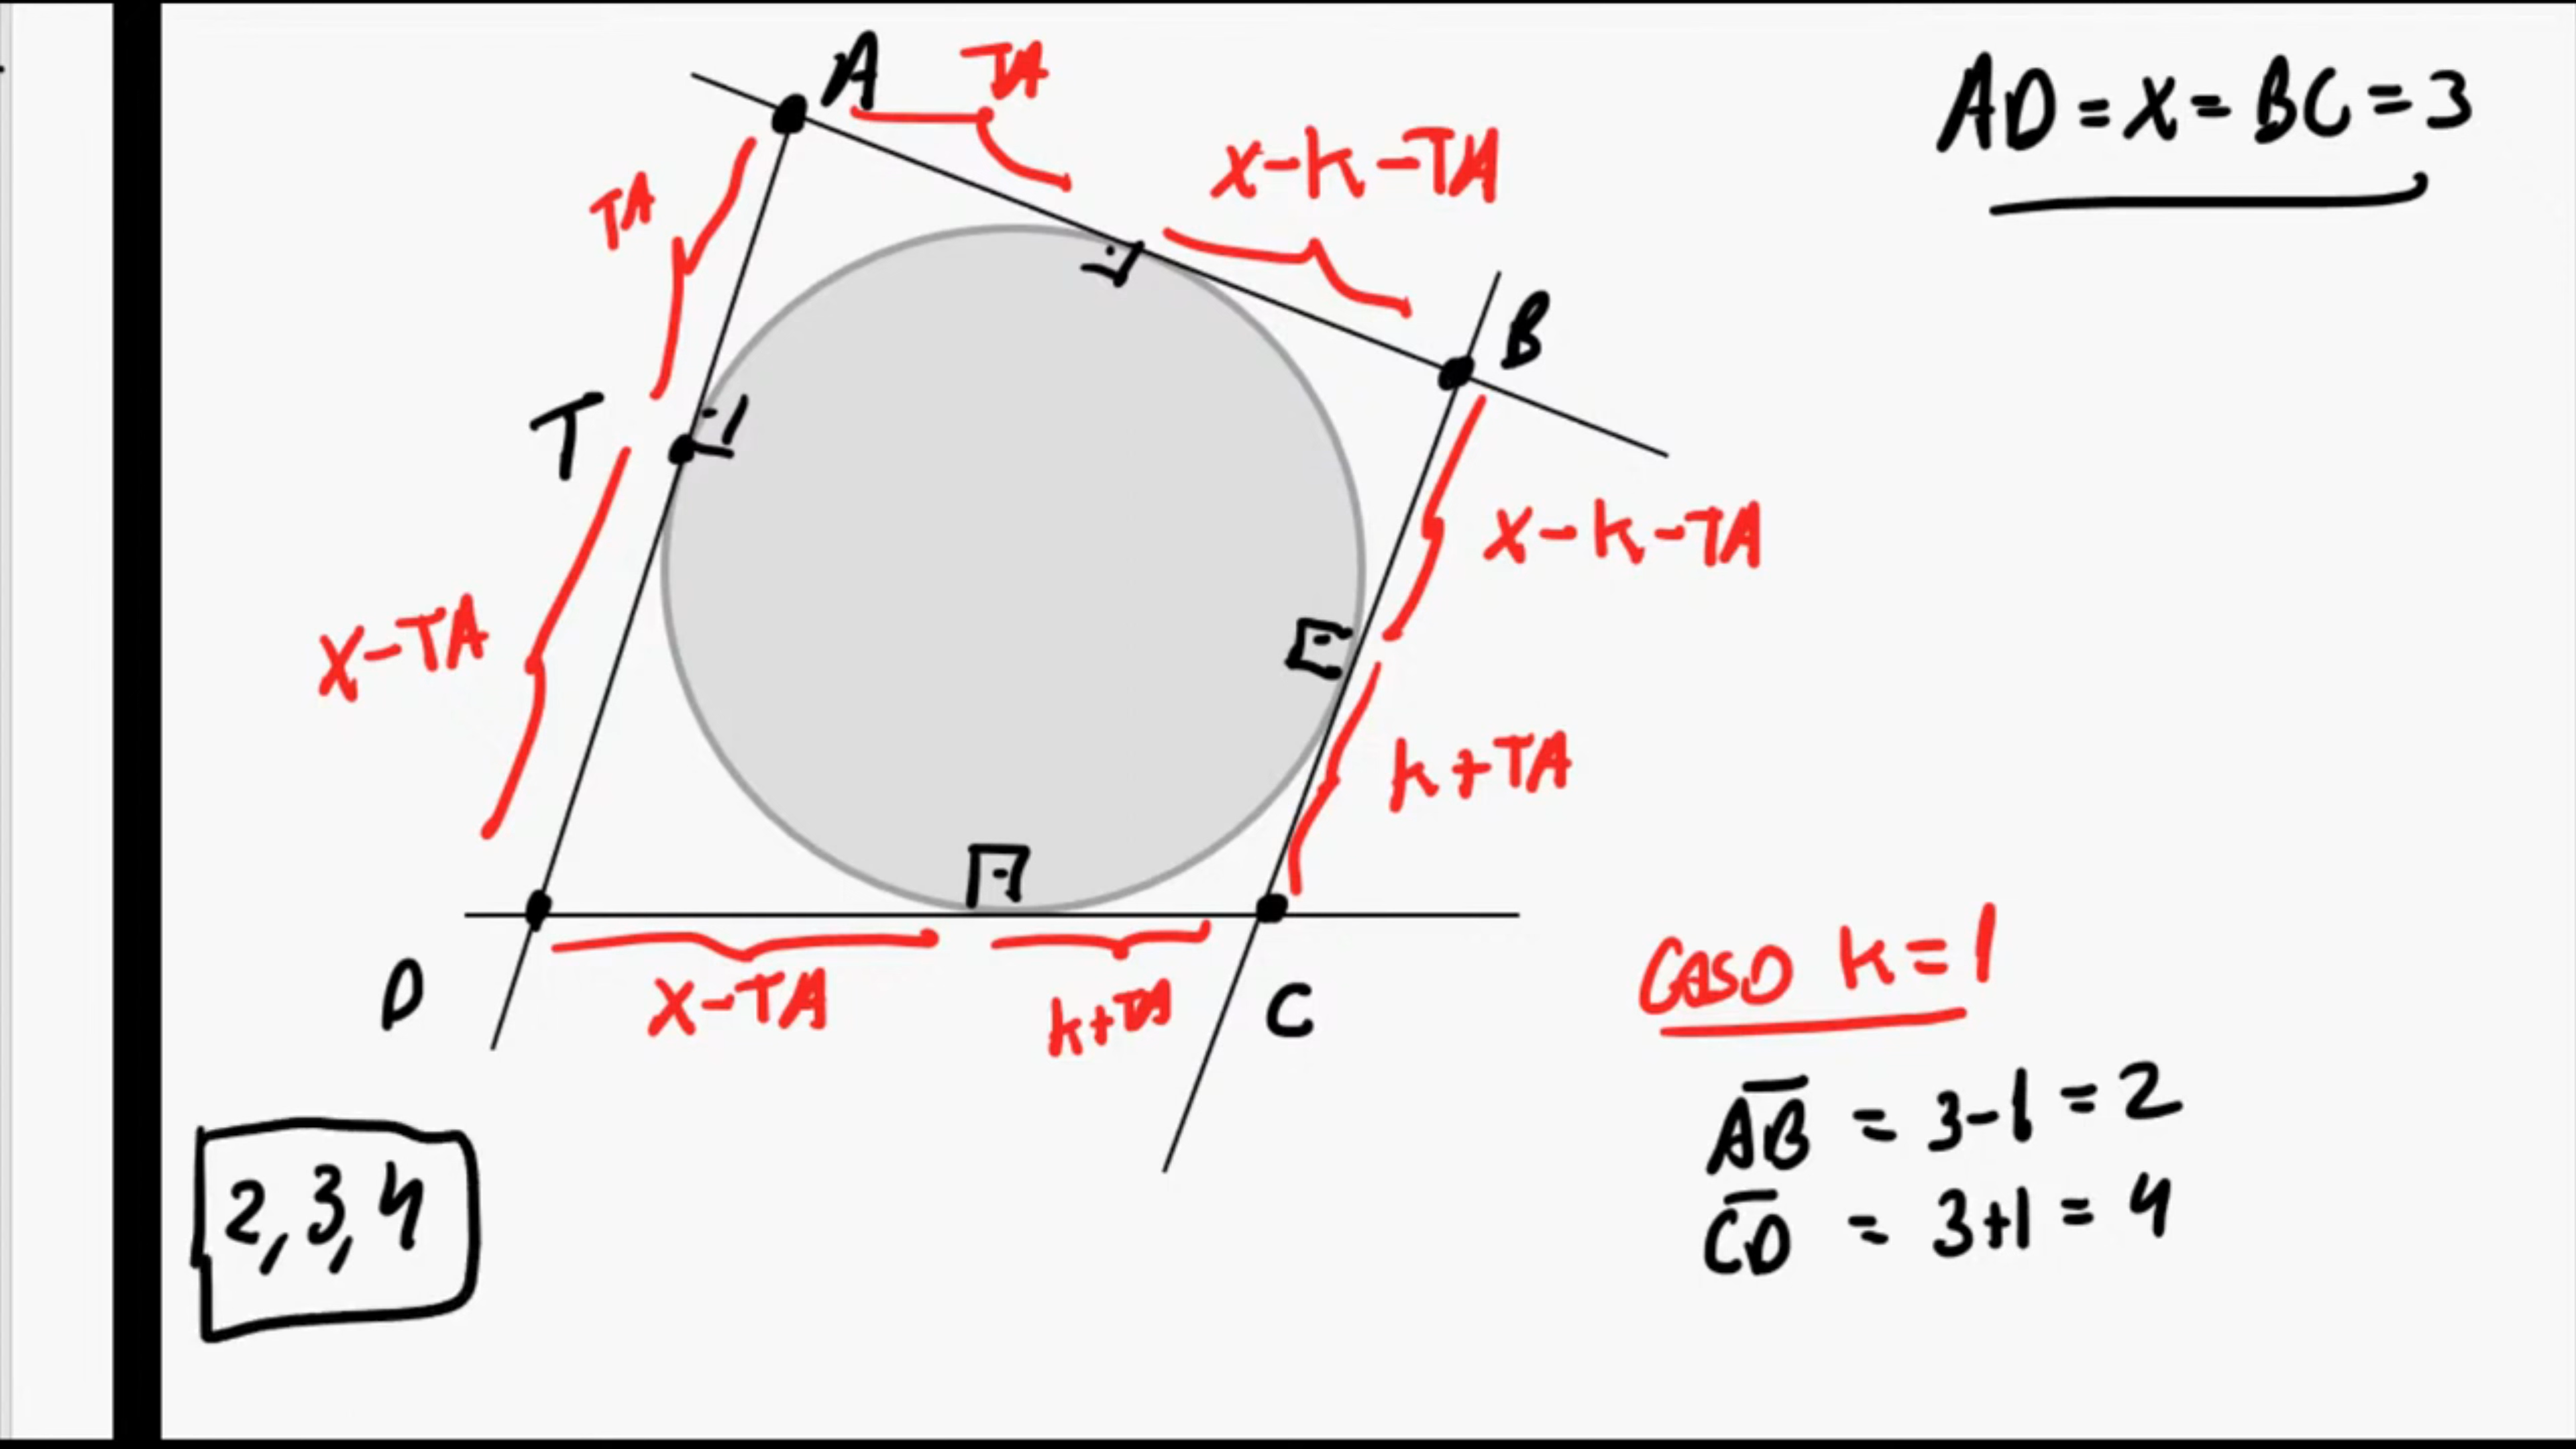 A
TA
AD = x = BC = 3
x-k-TA
TA
B
T
x-k-TA
x-TA
k+TA
D
x-TA
k+TA
C
CASO k=1
AB = 3-1 = 2
CD = 3+1 = 4
2,3,4